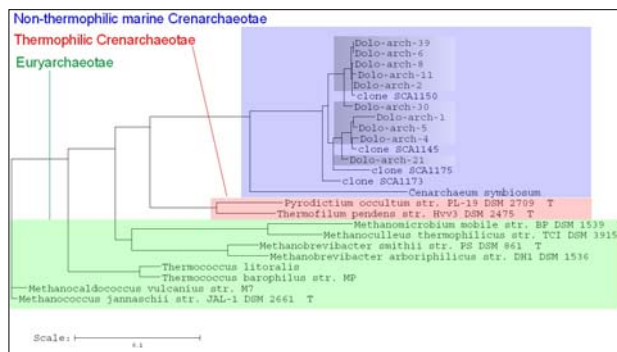 Non-thermophilic marine Crenarchaeotae
Thermophilic Crenarchaeotae
Euryarchaeotae
Dolo-arch-39
Dolo-arch-6
Dolo-arch-8
Dolo-arch-11
Dolo-arch-2
clone SCA1150
Dolo-arch-30
Dolo-arch-1
Dolo-arch-5
Dolo-arch-4
clone SCA1145
Dolo-arch-21
clone SCA1175
clone SCA1173
Cenarchaeum symbiosum
Pyrodictium occultum str. PL-19 DSM 2709 T
Thermofilum pendens str. Hvv3 DSM 2475 T
Methanomicrobium mobile str. BP DSM 1539
Methanoculleus thermophilicus str. TCI DSM 3915
Methanobrevibacter smithii str. PS DSM 861 T
Methanobrevibacter arboriphilicus str. DH1 DSM 1536
Thermococcus litoralis
Thermococcus barophilus str. MP
Methanocaldococcus vulcanius str. M7
Methanococcus jannaschii str. JAL-1 DSM 2661 T
Scale:
0.1